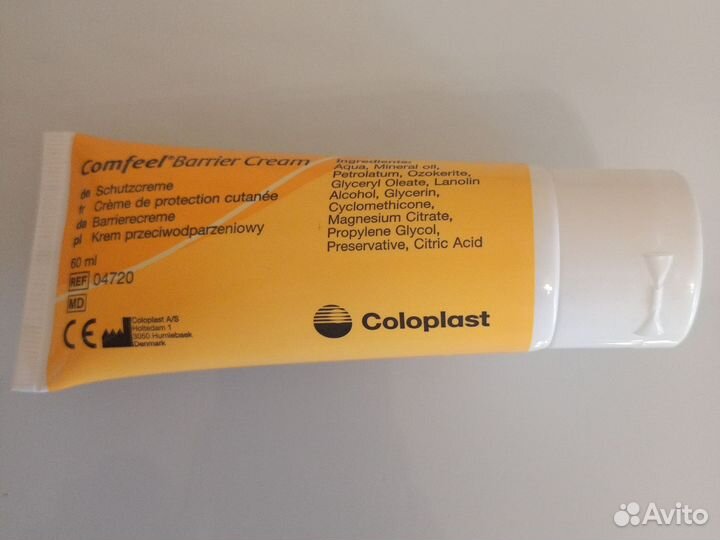 Comfeel® Barrier Cream
de Schutzcreme
fr Crème de protection cutanée
da Barrierecreme
pl Krem przeciwodparzeniowy
60 ml
REF 04720
MD
CE
Coloplast A/S
Holtedam 1
3050 Humlebaek
Denmark
Ingredients:
Aqua, Mineral oil,
Petrolatum, Ozokerite,
Glyceryl Oleate, Lanolin
Alcohol, Glycerin,
Cyclomethicone,
Magnesium Citrate,
Propylene Glycol,
Preservative, Citric Acid
Coloplast
Avito